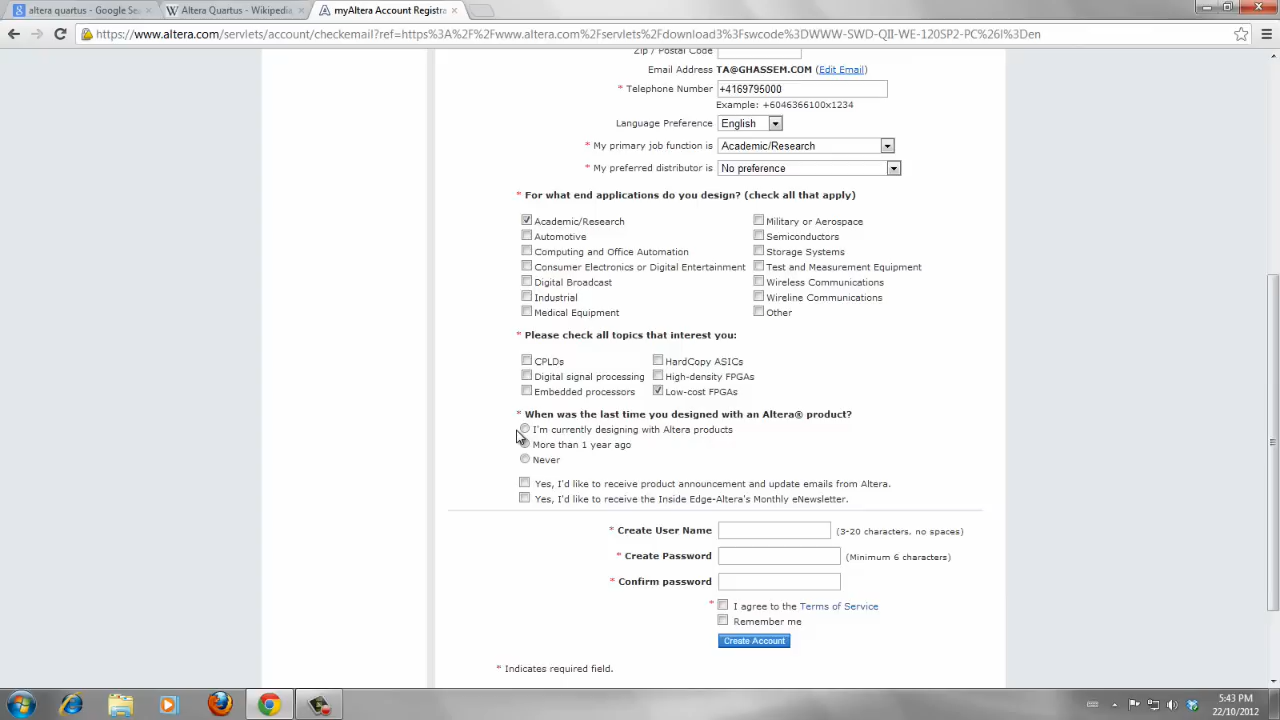 altera quartus - Google Se
Altera Quartus - Wikipedia,
myAltera Account Registra
https://www.altera.com/servlets/account/checkemail?ref=https%3A%2F%2Fwww.altera.com%2Fservlets%2Fdownload3%3Fswcode%3DWWW-SWD-QII-WE-120SP2-PC%26l%3Den
Zip / Postal Code
Email Address TA@GHASSEM.COM (Edit Email)
* Telephone Number +4169795000
Example: +6046366100x1234
Language Preference English
* My primary job function is Academic/Research
* My preferred distributor is No preference
* For what end applications do you design? (check all that apply)
Academic/Research Military or Aerospace
Automotive Semiconductors
Computing and Office Automation Storage Systems
Consumer Electronics or Digital Entertainment Test and Measurement Equipment
Digital Broadcast Wireless Communications
Industrial Wireline Communications
Medical Equipment Other
* Please check all topics that interest you:
CPLDs HardCopy ASICs
Digital signal processing High-density FPGAs
Embedded processors Low-cost FPGAs
* When was the last time you designed with an Altera® product?
I'm currently designing with Altera products
More than 1 year ago
Never
Yes, I'd like to receive product announcement and update emails from Altera.
Yes, I'd like to receive the Inside Edge-Altera's Monthly eNewsletter.
* Create User Name (3-20 characters, no spaces)
* Create Password (Minimum 6 characters)
* Confirm password
* I agree to the Terms of Service
Remember me
Create Account
* Indicates required field.
5:43 PM
22/10/2012